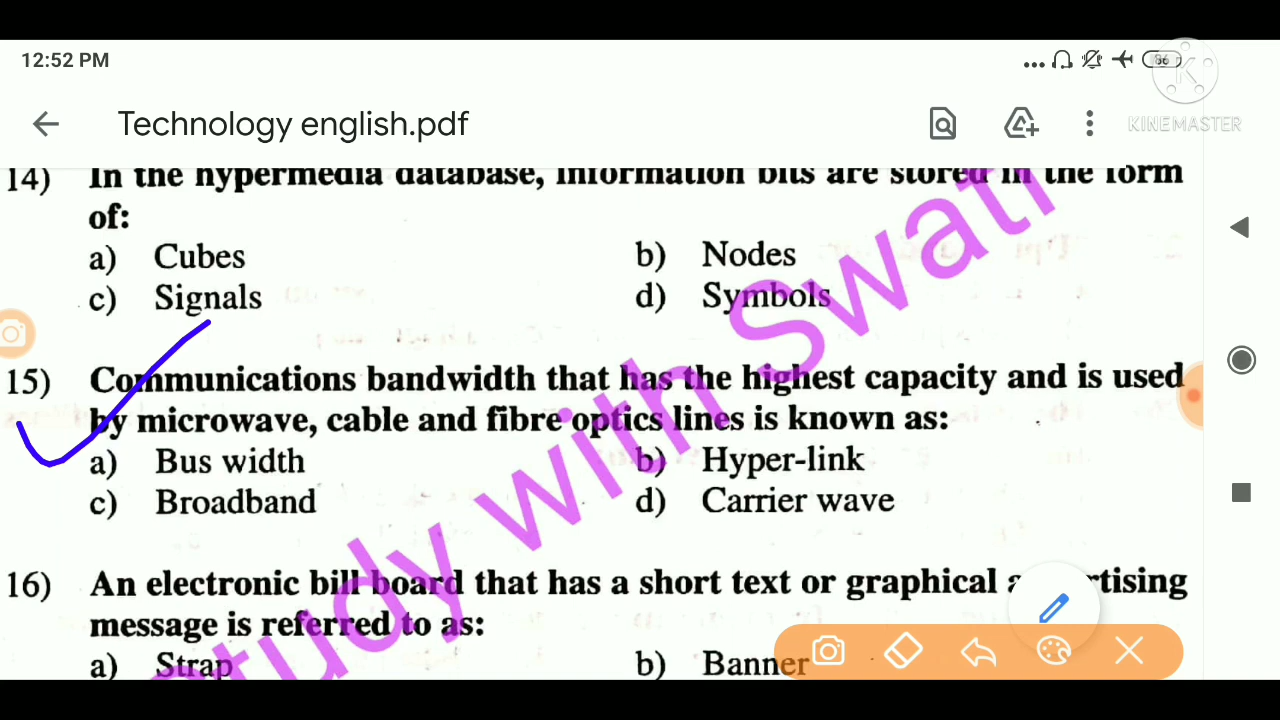 12:52 PM
86
KINEMASTER
Technology english.pdf
14) In the hypermedia database, information bits are stored in the form
of:
a) Cubes b) Nodes
c) Signals d) Symbols
15) Communications bandwidth that has the highest capacity and is used
by microwave, cable and fibre optics lines is known as:
a) Bus width b) Hyper-link
c) Broadband d) Carrier wave
16) An electronic bill board that has a short text or graphical
message is referred to as:
a) Strap b) Banner
tudy with Swati